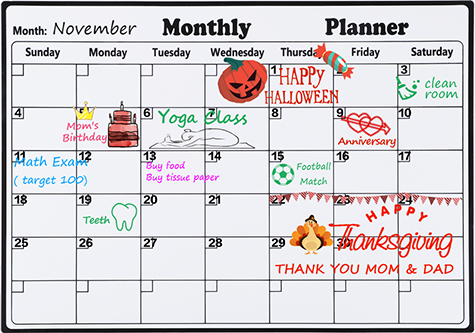 Month: November Monthly Planner
Sunday Monday Tuesday Wednesday Thursday Friday Saturday
1 3
HAPPY
HALLOWEEN
clean
room
4 5 6 7 8 9 10
Mom's
Birthday
Yoga Class
Anniversary
11 12 13 14 15 16 17
Math Exam
( target 100)
Buy food
Buy tissue paper
Football
Match
18 19 20 21 22 23 24
Teeth
HAPPY
25 26 27 28 29 30
Thanksgiving
THANK YOU MOM & DAD